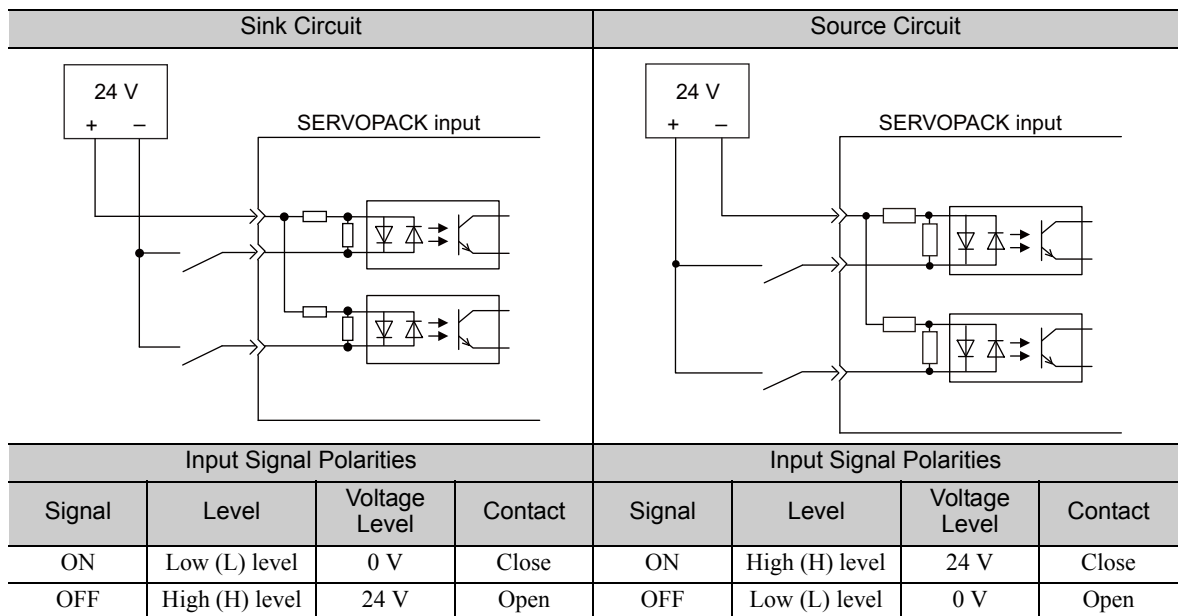 Sink Circuit Source Circuit
24 V 24 V
+ − + −
SERVOPACK input SERVOPACK input
Input Signal Polarities Input Signal Polarities
Signal Level Voltage Level Contact Signal Level Voltage Level Contact
ON Low (L) level 0 V Close ON High (H) level 24 V Close
OFF High (H) level 24 V Open OFF Low (L) level 0 V Open